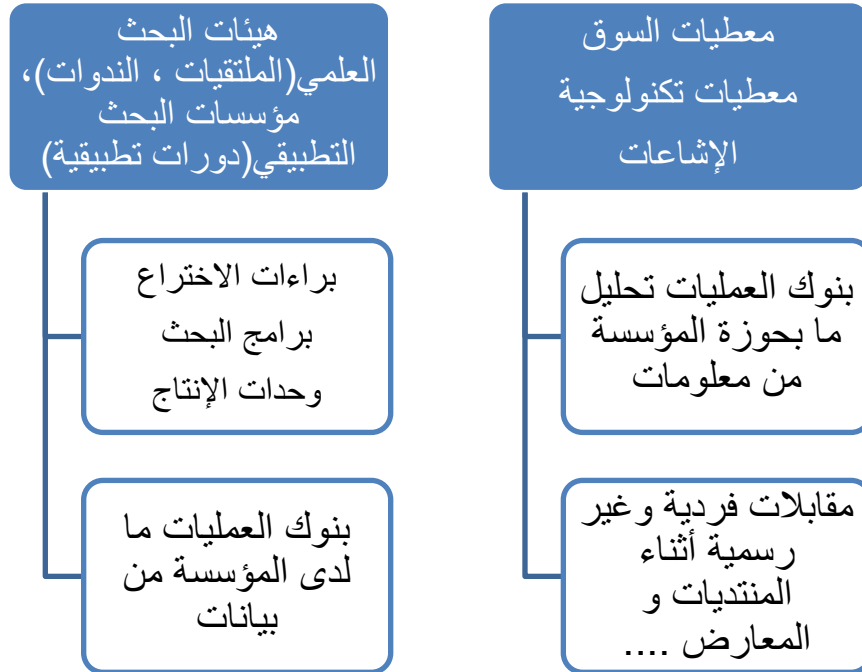 معطيات السوق
معطيات تكنولوجية
الإشاعات
بنوك العمليات تحليل
ما بحوزة المؤسسة
من معلومات
مقابلات فردية وغير
رسمية أثناء
المنتديات و
المعارض ....
هيئات البحث
العلمي(الملتقيات ، الندوات)،
مؤسسات البحث
التطبيقي(دورات تطبيقية)
براءات الاختراع
برامج البحث
وحدات الإنتاج
بنوك العمليات ما
لدى المؤسسة من
بيانات